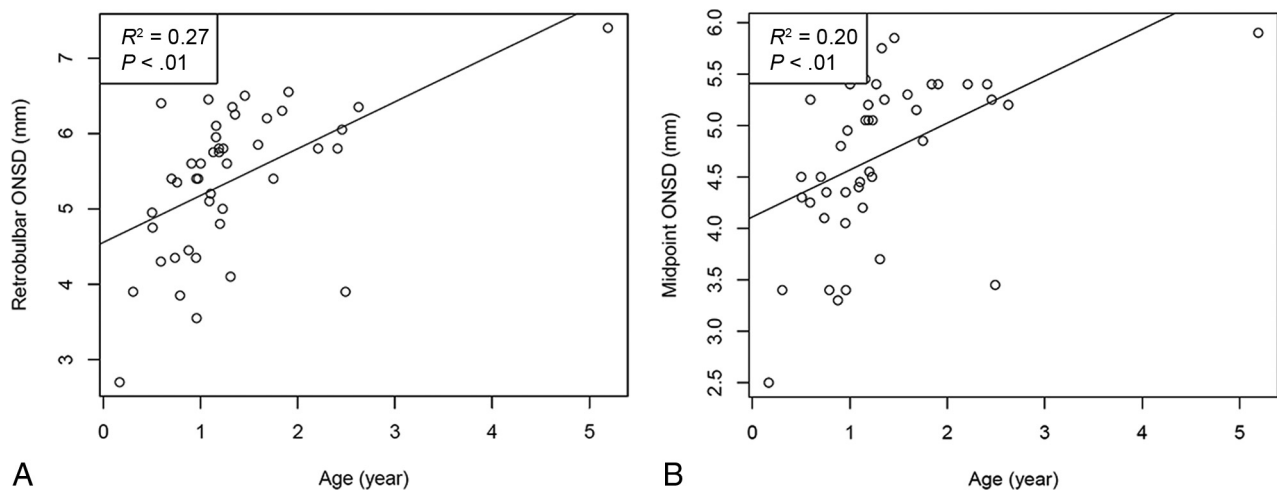 R² = 0.27
P < .01
7
6
5
4
3
Retrobulbar ONSD (mm)
0 1 2 3 4 5
Age (year)
A
R² = 0.20
P < .01
6.0
5.5
5.0
4.5
4.0
3.5
3.0
2.5
Midpoint ONSD (mm)
0 1 2 3 4 5
Age (year)
B